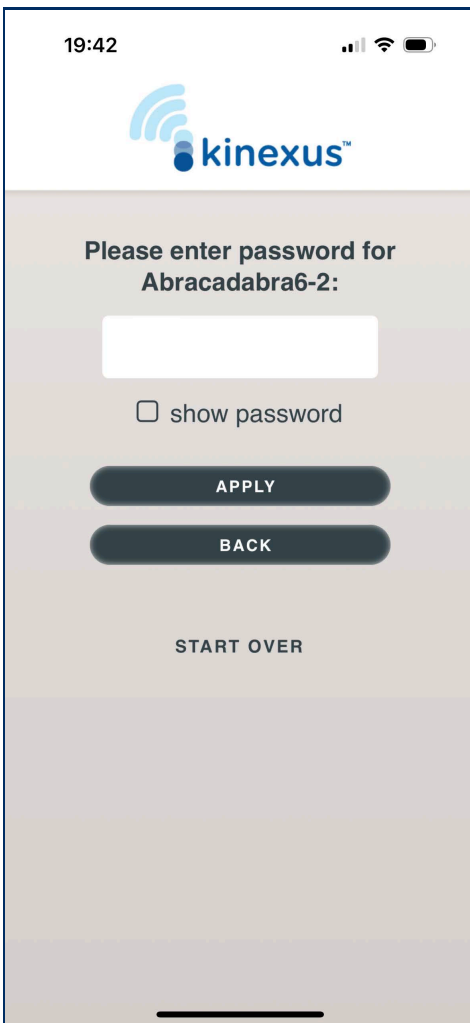 19:42
kinexus™
Please enter password for
Abracadabra6-2:
show password
APPLY
BACK
START OVER